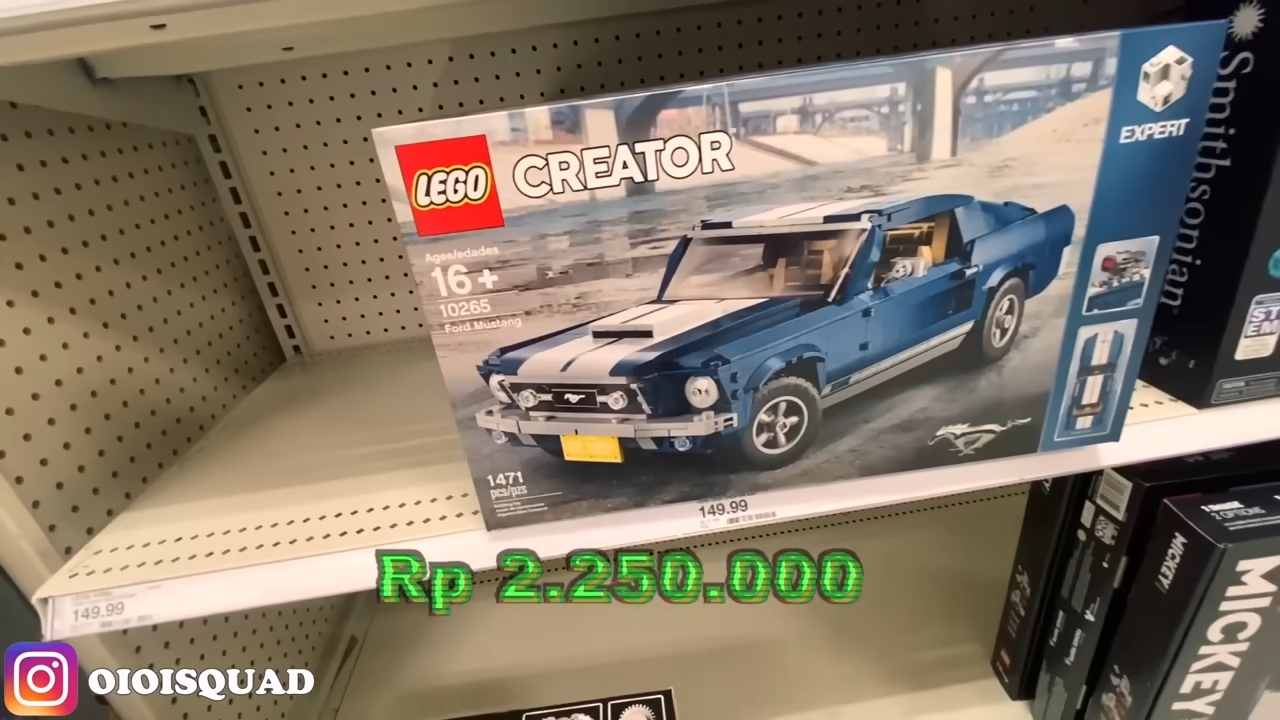 LEGO
CREATOR
EXPERT
Ages/edades
16+
10265
Ford Mustang
1471
pcs/pzs
149.99
Rp 2.250.000
149.99
OIOISQUAD
Smithsonian
MICKEY
MICKEY